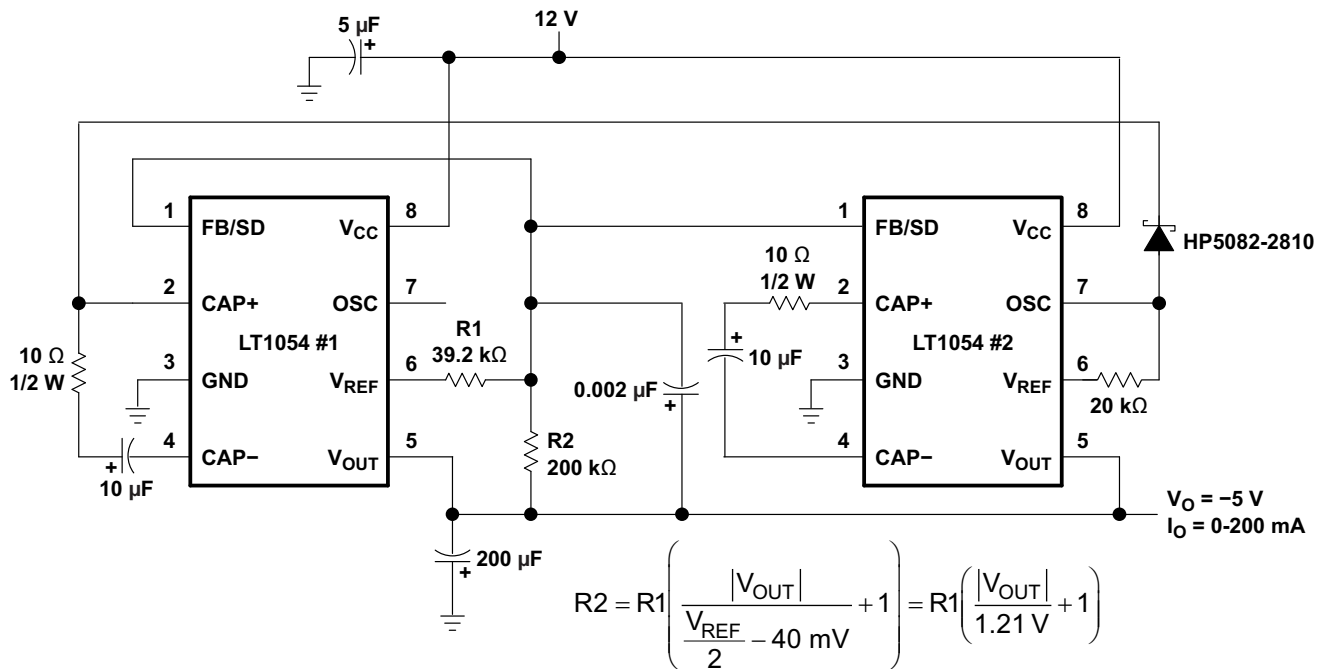 5 µF
+
12 V
1
FB/SD
VCC
8
2
CAP+
OSC
7
LT1054 #1
3
GND
VREF
6
4
CAP−
VOUT
5
10 Ω
1/2 W
+
10 µF
R1
39.2 kΩ
R2
200 kΩ
0.002 µF
+
200 µF
+
10 Ω
1/2 W
+
10 µF
1
FB/SD
VCC
8
2
CAP+
OSC
7
LT1054 #2
3
GND
VREF
6
4
CAP−
VOUT
5
HP5082-2810
20 kΩ
VO = −5 V
IO = 0-200 mA
R2 = R1( |VOUT| / (VREF/2 − 40 mV) + 1 ) = R1( |VOUT| / 1.21 V + 1 )